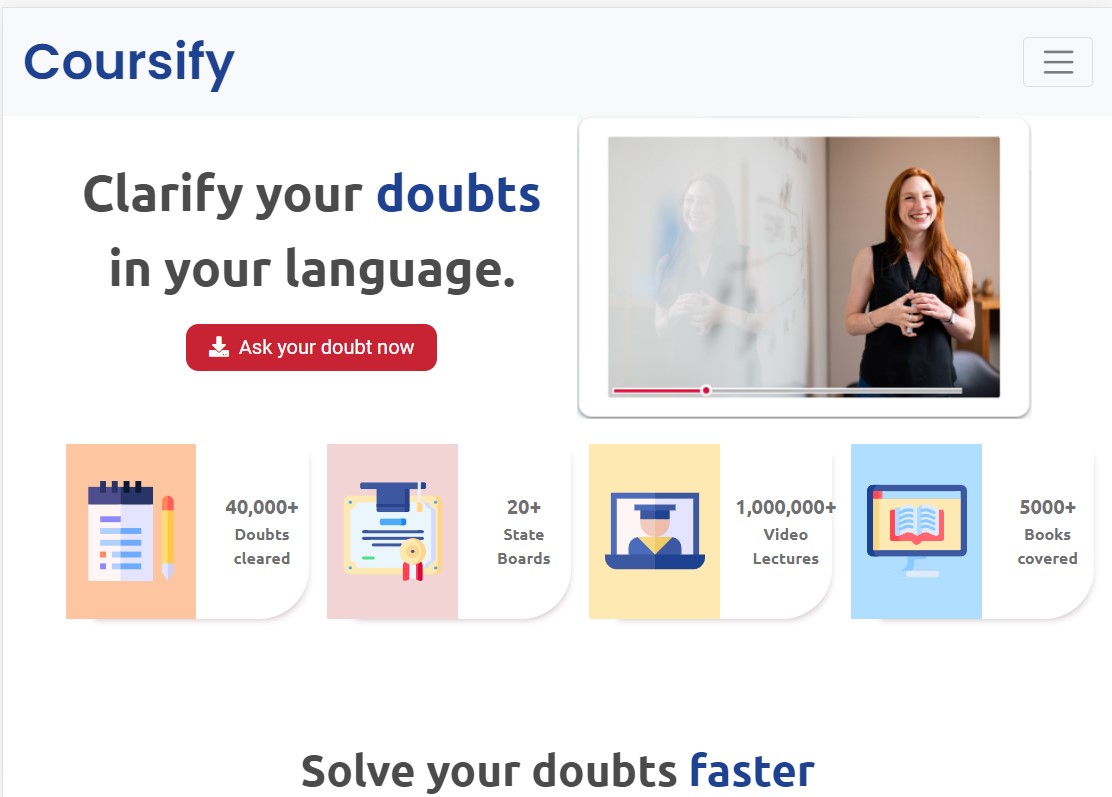 Coursify
Clarify your doubts
in your language.
Ask your doubt now
40,000+
Doubts
cleared
20+
State
Boards
1,000,000+
Video
Lectures
5000+
Books
covered
Solve your doubts faster